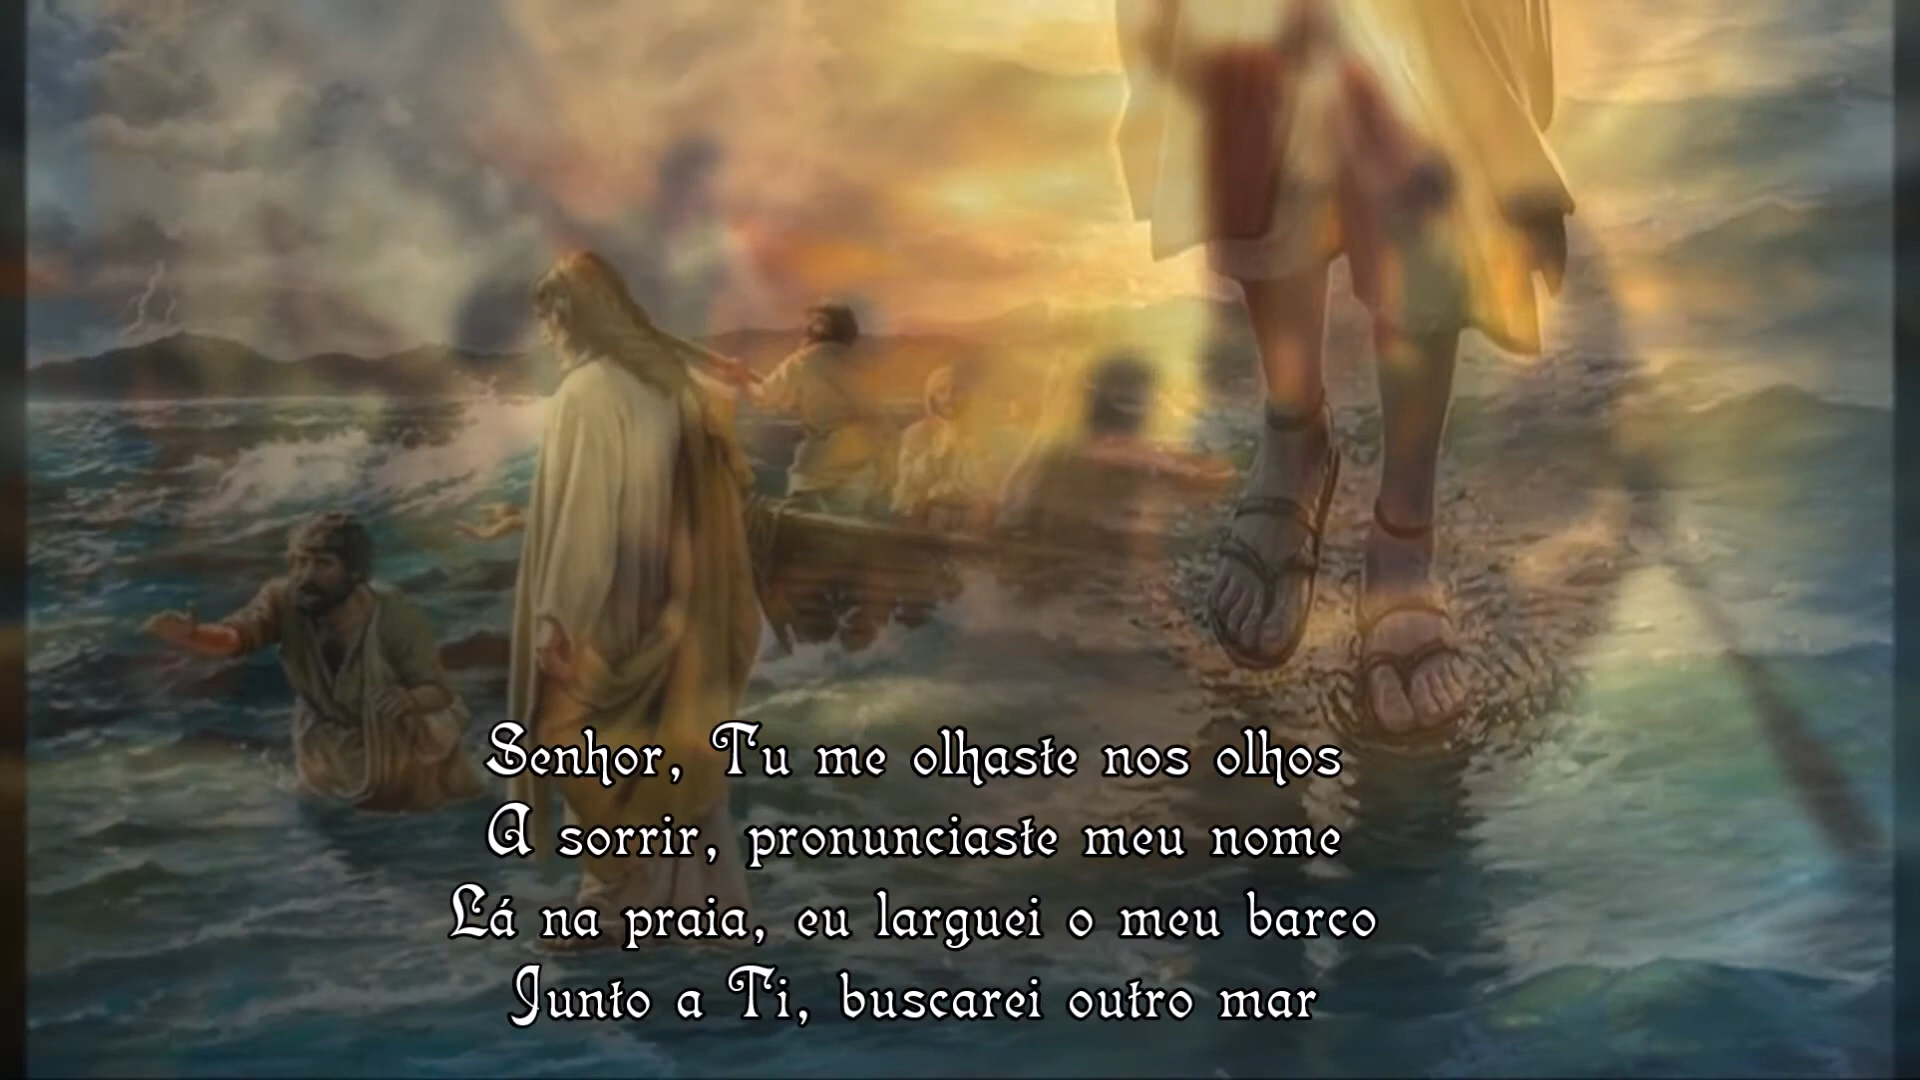 Senhor, Tu me olhaste nos olhos
A sorrir, pronunciaste meu nome
Lá na praia, eu larguei o meu barco
Junto a Ti, buscarei outro mar